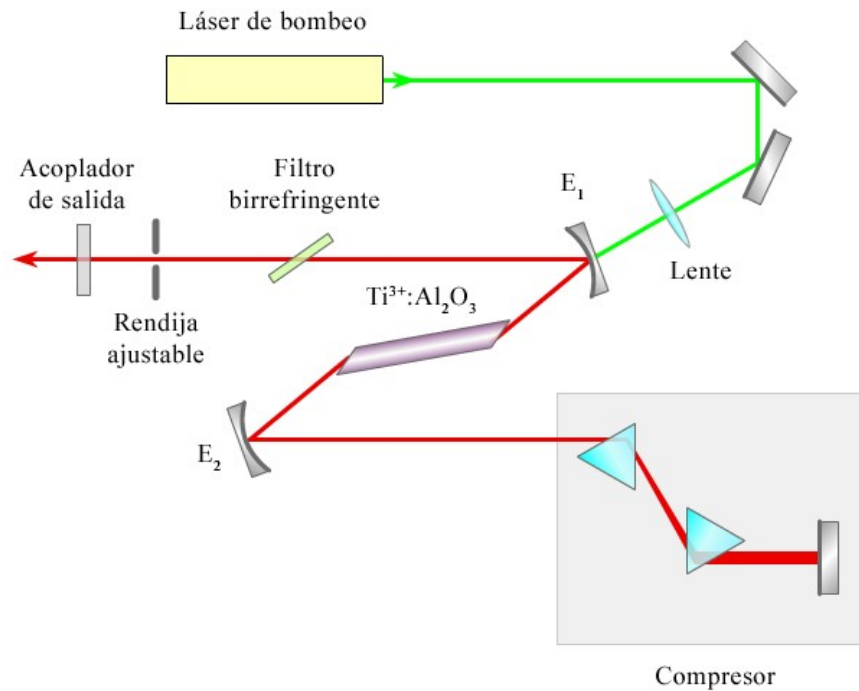 Láser de bombeo
Acoplador
de salida
Filtro
birrefringente
E₁
Lente
Ti³⁺:Al₂O₃
Rendija
ajustable
E₂
Compresor